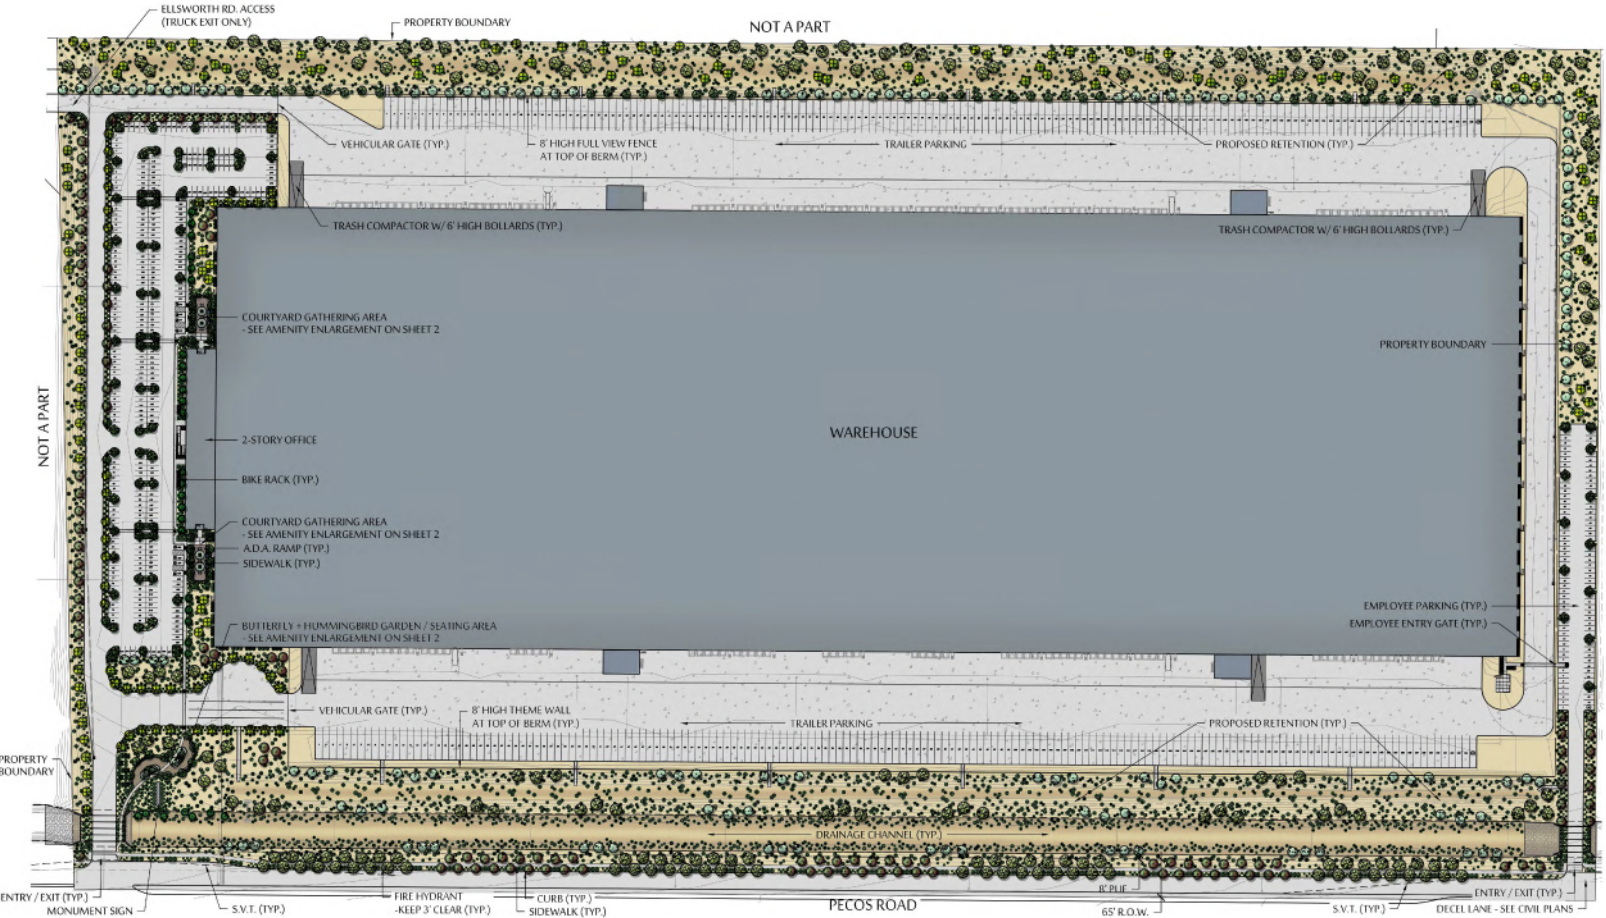 ELLSWORTH RD. ACCESS
(TRUCK EXIT ONLY)
PROPERTY BOUNDARY
NOT A PART
VEHICULAR GATE (TYP.)
8' HIGH FULL VIEW FENCE
AT TOP OF BERM (TYP.)
TRAILER PARKING
PROPOSED RETENTION (TYP.)
TRASH COMPACTOR W/ 6' HIGH BOLLARDS (TYP.)
TRASH COMPACTOR W/ 6' HIGH BOLLARDS (TYP.)
COURTYARD GATHERING AREA
- SEE AMENITY ENLARGEMENT ON SHEET 2
PROPERTY BOUNDARY
NOT A PART
2-STORY OFFICE
WAREHOUSE
BIKE RACK (TYP.)
COURTYARD GATHERING AREA
- SEE AMENITY ENLARGEMENT ON SHEET 2
A.D.A. RAMP (TYP.)
SIDEWALK (TYP.)
EMPLOYEE PARKING (TYP.)
EMPLOYEE ENTRY GATE (TYP.)
BUTTERFLY + HUMMINGBIRD GARDEN / SEATING AREA
- SEE AMENITY ENLARGEMENT ON SHEET 2
VEHICULAR GATE (TYP.)
8' HIGH THEME WALL
AT TOP OF BERM (TYP.)
TRAILER PARKING
PROPOSED RETENTION (TYP.)
PROPERTY
BOUNDARY
DRAINAGE CHANNEL (TYP.)
ENTRY / EXIT (TYP.)
MONUMENT SIGN
S.V.T. (TYP.)
FIRE HYDRANT
-KEEP 3' CLEAR (TYP.)
CURB (TYP.)
SIDEWALK (TYP.)
PECOS ROAD
8' PUE
65' R.O.W.
S.V.T. (TYP.)
ENTRY / EXIT (TYP.)
DECEL LANE - SEE CIVIL PLANS